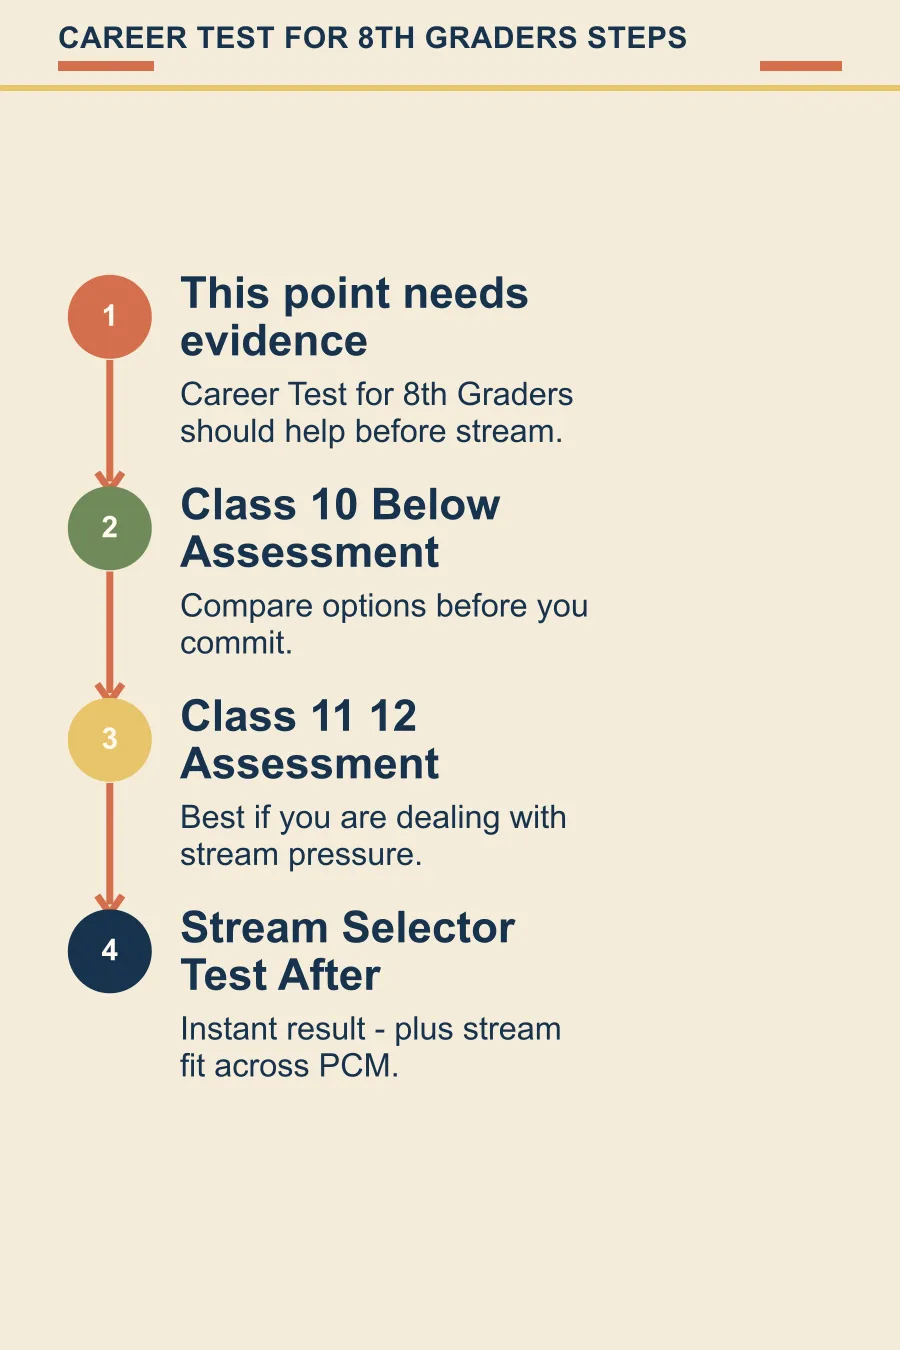 CAREER TEST FOR 8TH GRADERS STEPS
1
This point needs
evidence
Career Test for 8th Graders
should help before stream.
2
Class 10 Below
Assessment
Compare options before you
commit.
3
Class 11 12
Assessment
Best if you are dealing with
stream pressure.
4
Stream Selector
Test After
Instant result - plus stream
fit across PCM.